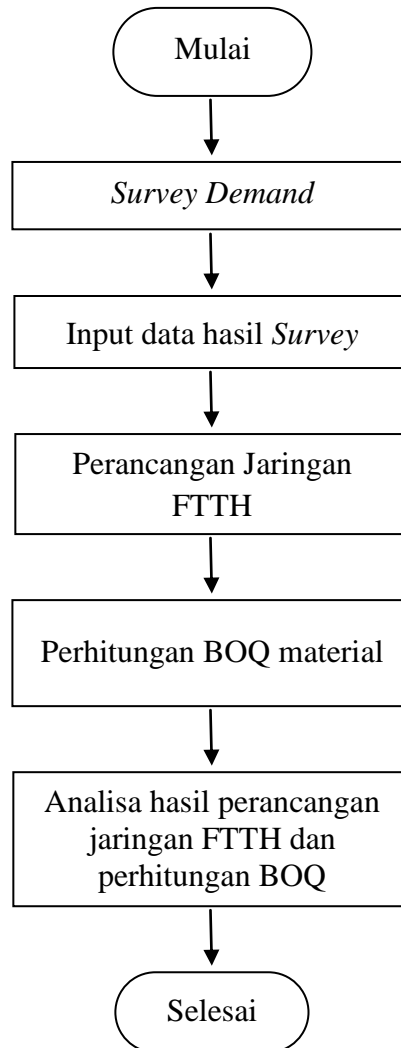 Mulai
Survey Demand
Input data hasil Survey
Perancangan Jaringan
FTTH
Perhitungan BOQ material
Analisa hasil perancangan
jaringan FTTH dan
perhitungan BOQ
Selesai